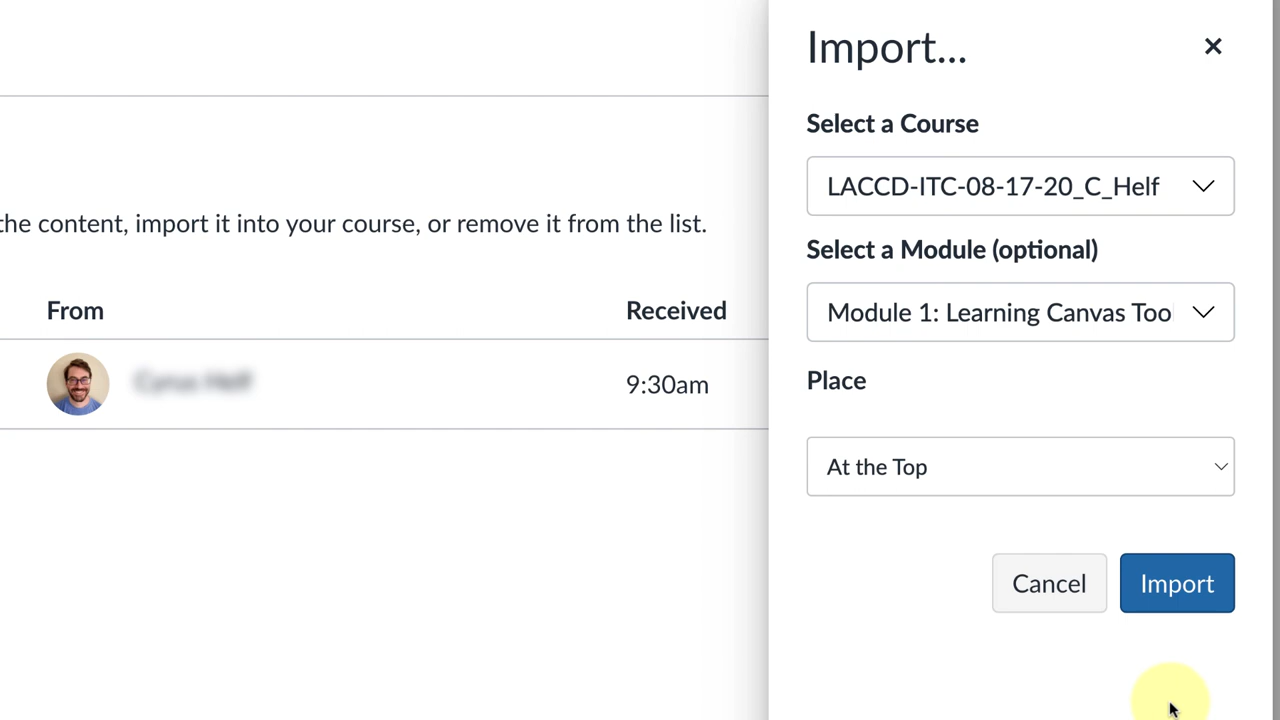 Import...
Select a Course
LACCD-ITC-08-17-20_C_Helf
Select a Module (optional)
the content, import it into your course, or remove it from the list.
Module 1: Learning Canvas Too
From
Received
Place
9:30am
At the Top
Cancel
Import